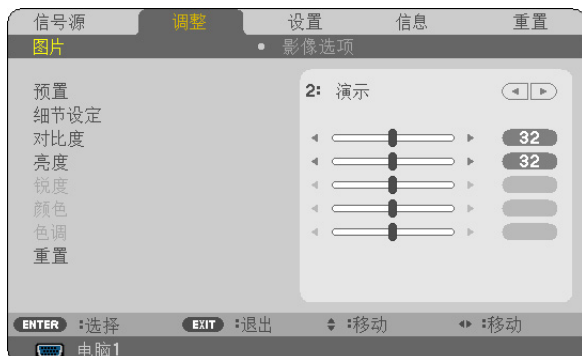 信号源 调整 设置 信息 重置
图片 • 影像选项
预置 2: 演示
细节设定
对比度 32
亮度 32
锐度
颜色
色调
重置
ENTER :选择 EXIT :退出 :移动 :移动
电脑1